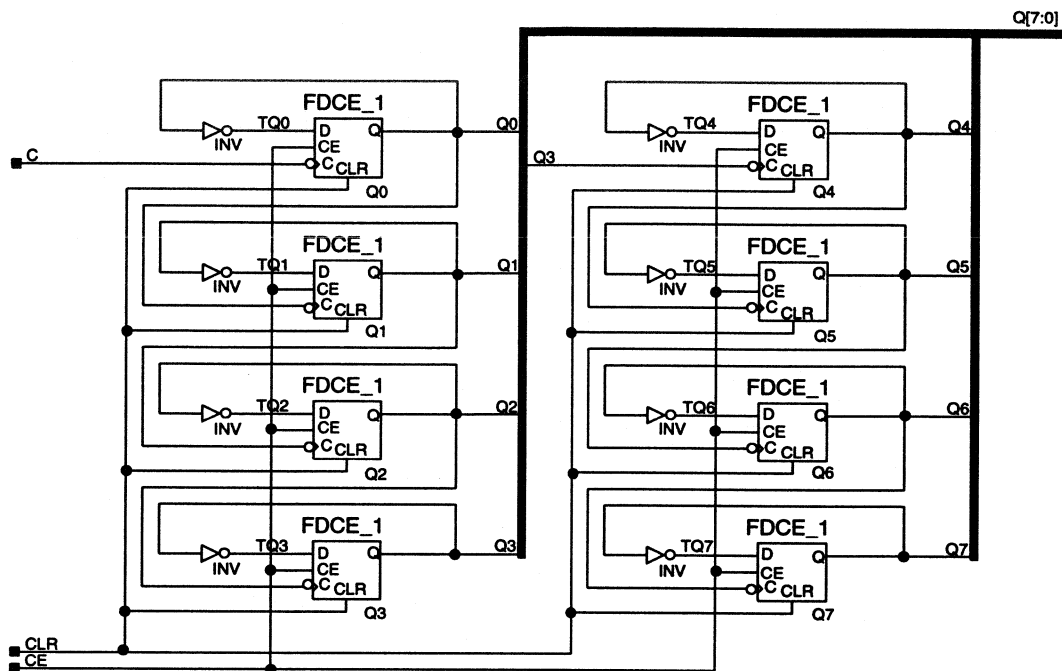 Q[7:0]
FDCE_1
TQ0
INV
D
Q
CE
C
CLR
Q0
Q0
C
FDCE_1
TQ1
INV
D
Q
CE
C
CLR
Q1
Q1
FDCE_1
TQ2
INV
D
Q
CE
C
CLR
Q2
Q2
FDCE_1
TQ3
INV
D
Q
CE
C
CLR
Q3
Q3
FDCE_1
TQ4
INV
D
Q
CE
C
CLR
Q4
Q4
Q3
FDCE_1
TQ5
INV
D
Q
CE
C
CLR
Q5
Q5
FDCE_1
TQ6
INV
D
Q
CE
C
CLR
Q6
Q6
FDCE_1
TQ7
INV
D
Q
CE
C
CLR
Q7
Q7
CLR
CE